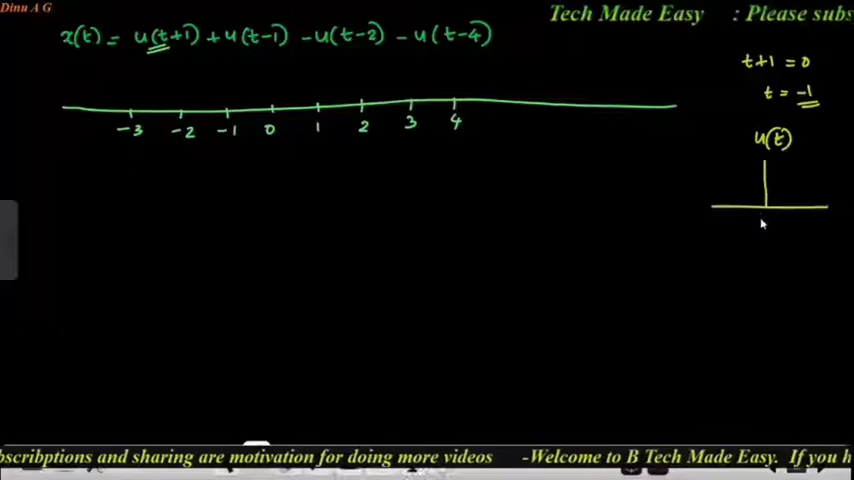 Dinu A G
Tech Made Easy : Please subs
x(t) = u(t+1) + u(t-1) - u(t-2) - u(t-4)
t+1 = 0
t = -1
u(t)
-3 -2 -1 0 1 2 3 4
scribptions and sharing are motivation for doing more videos -Welcome to B Tech Made Easy. If you h